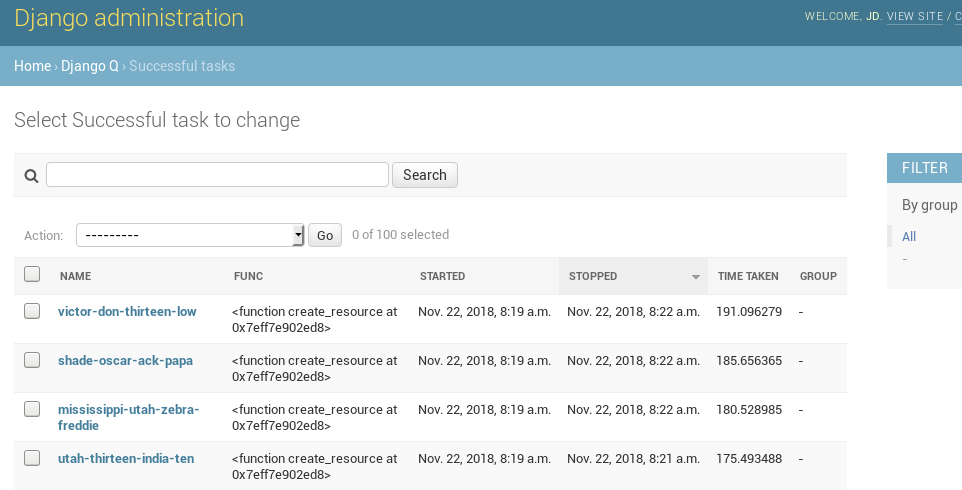 Django administration
WELCOME, JD. VIEW SITE / C
Home › Django Q › Successful tasks
Select Successful task to change
Search
FILTER
By group
All
-
Action: --------- Go 0 of 100 selected
NAME FUNC STARTED STOPPED TIME TAKEN GROUP
victor-don-thirteen-low <function create_resource at Nov. 22, 2018, 8:19 a.m. Nov. 22, 2018, 8:22 a.m. 191.096279 -
0x7eff7e902ed8>
shade-oscar-ack-papa <function create_resource at Nov. 22, 2018, 8:19 a.m. Nov. 22, 2018, 8:22 a.m. 185.656365 -
0x7eff7e902ed8>
mississippi-utah-zebra- <function create_resource at Nov. 22, 2018, 8:19 a.m. Nov. 22, 2018, 8:22 a.m. 180.528985 -
freddie 0x7eff7e902ed8>
utah-thirteen-india-ten <function create_resource at Nov. 22, 2018, 8:19 a.m. Nov. 22, 2018, 8:21 a.m. 175.493488 -
0x7eff7e902ed8>